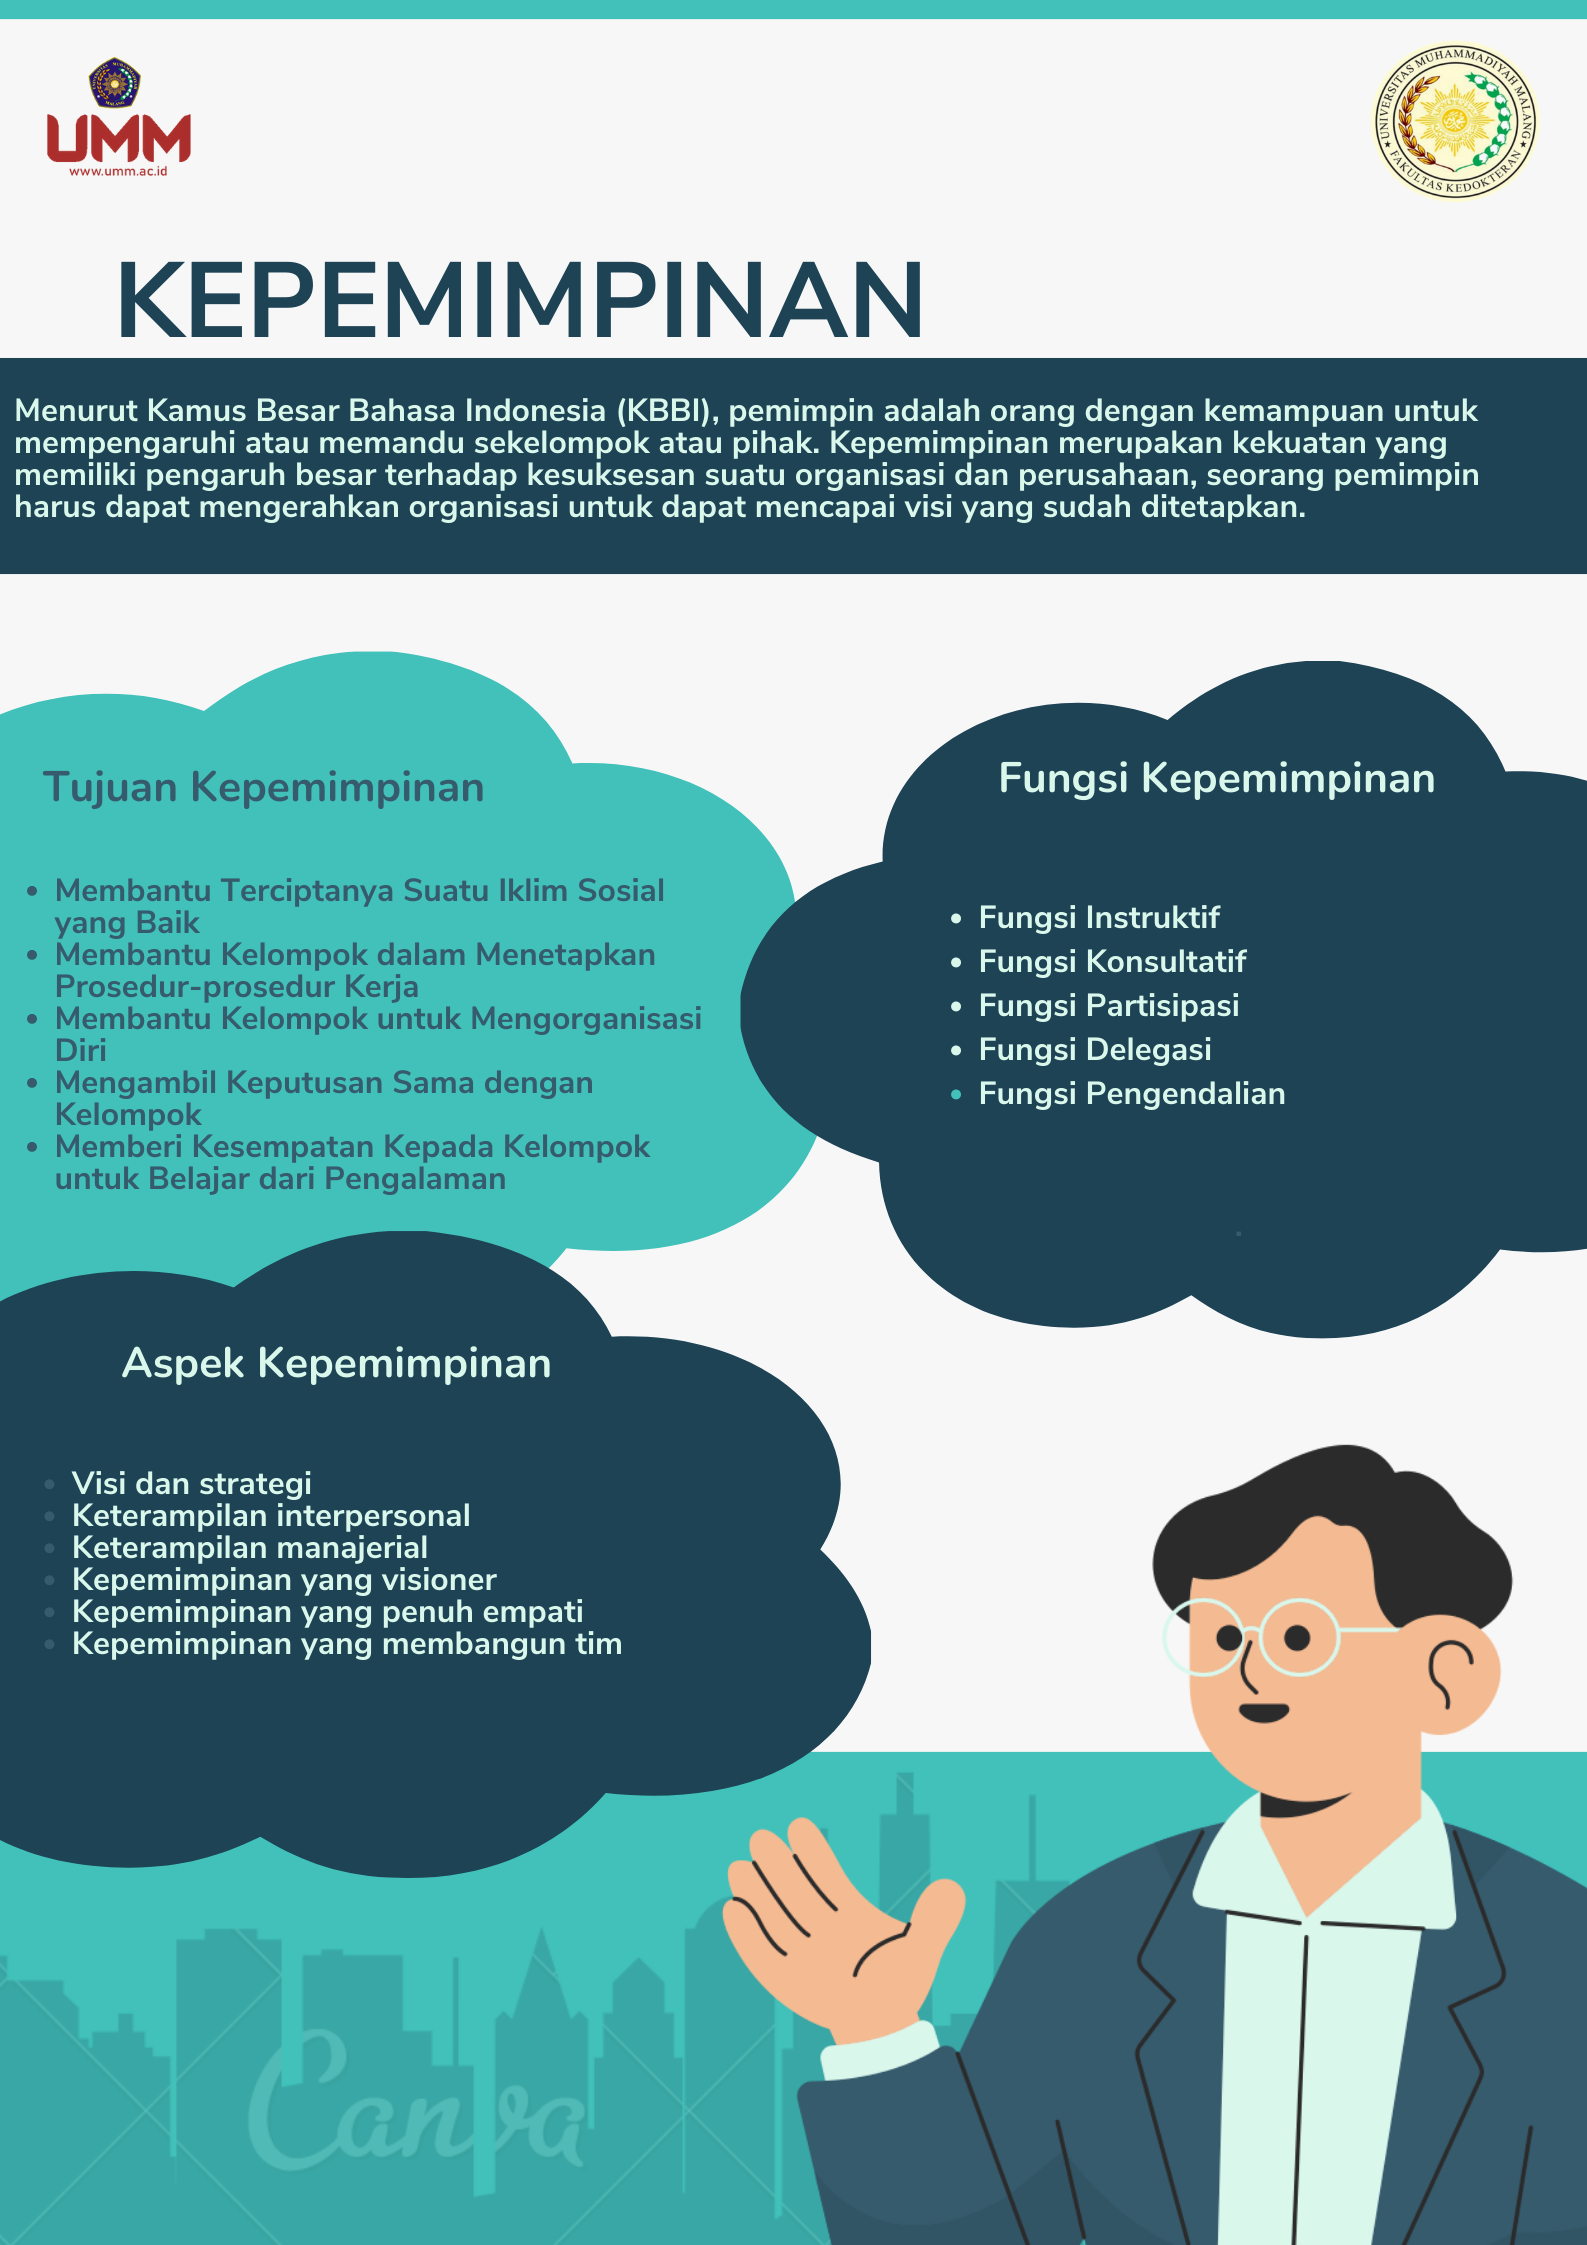 UNIVERSITAS MUHAMMADIYAH
MALANG
UMM
www.umm.ac.id
UNIVERSITAS MUHAMMADIYAH MALANG
FAKULTAS KEDOKTERAN
KEPEMIMPINAN
Menurut Kamus Besar Bahasa Indonesia (KBBI), pemimpin adalah orang dengan kemampuan untuk
mempengaruhi atau memandu sekelompok atau pihak. Kepemimpinan merupakan kekuatan yang
memiliki pengaruh besar terhadap kesuksesan suatu organisasi dan perusahaan, seorang pemimpin
harus dapat mengerahkan organisasi untuk dapat mencapai visi yang sudah ditetapkan.
Tujuan Kepemimpinan
• Membantu Terciptanya Suatu Iklim Sosial
yang Baik
• Membantu Kelompok dalam Menetapkan
Prosedur-prosedur Kerja
• Membantu Kelompok untuk Mengorganisasi
Diri
• Mengambil Keputusan Sama dengan
Kelompok
• Memberi Kesempatan Kepada Kelompok
untuk Belajar dari Pengalaman
Fungsi Kepemimpinan
• Fungsi Instruktif
• Fungsi Konsultatif
• Fungsi Partisipasi
• Fungsi Delegasi
• Fungsi Pengendalian
Aspek Kepemimpinan
• Visi dan strategi
• Keterampilan interpersonal
• Keterampilan manajerial
• Kepemimpinan yang visioner
• Kepemimpinan yang penuh empati
• Kepemimpinan yang membangun tim
Canva